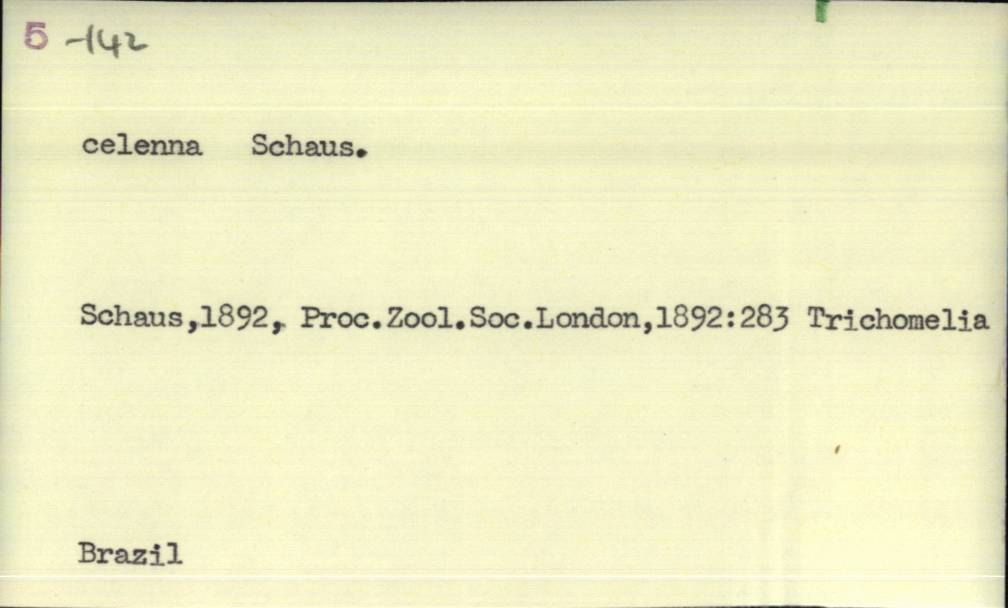 5 -142
celenna Schaus.
Schaus,1892, Proc.Zool.Soc.London,1892:283 Trichomelia
Brazil